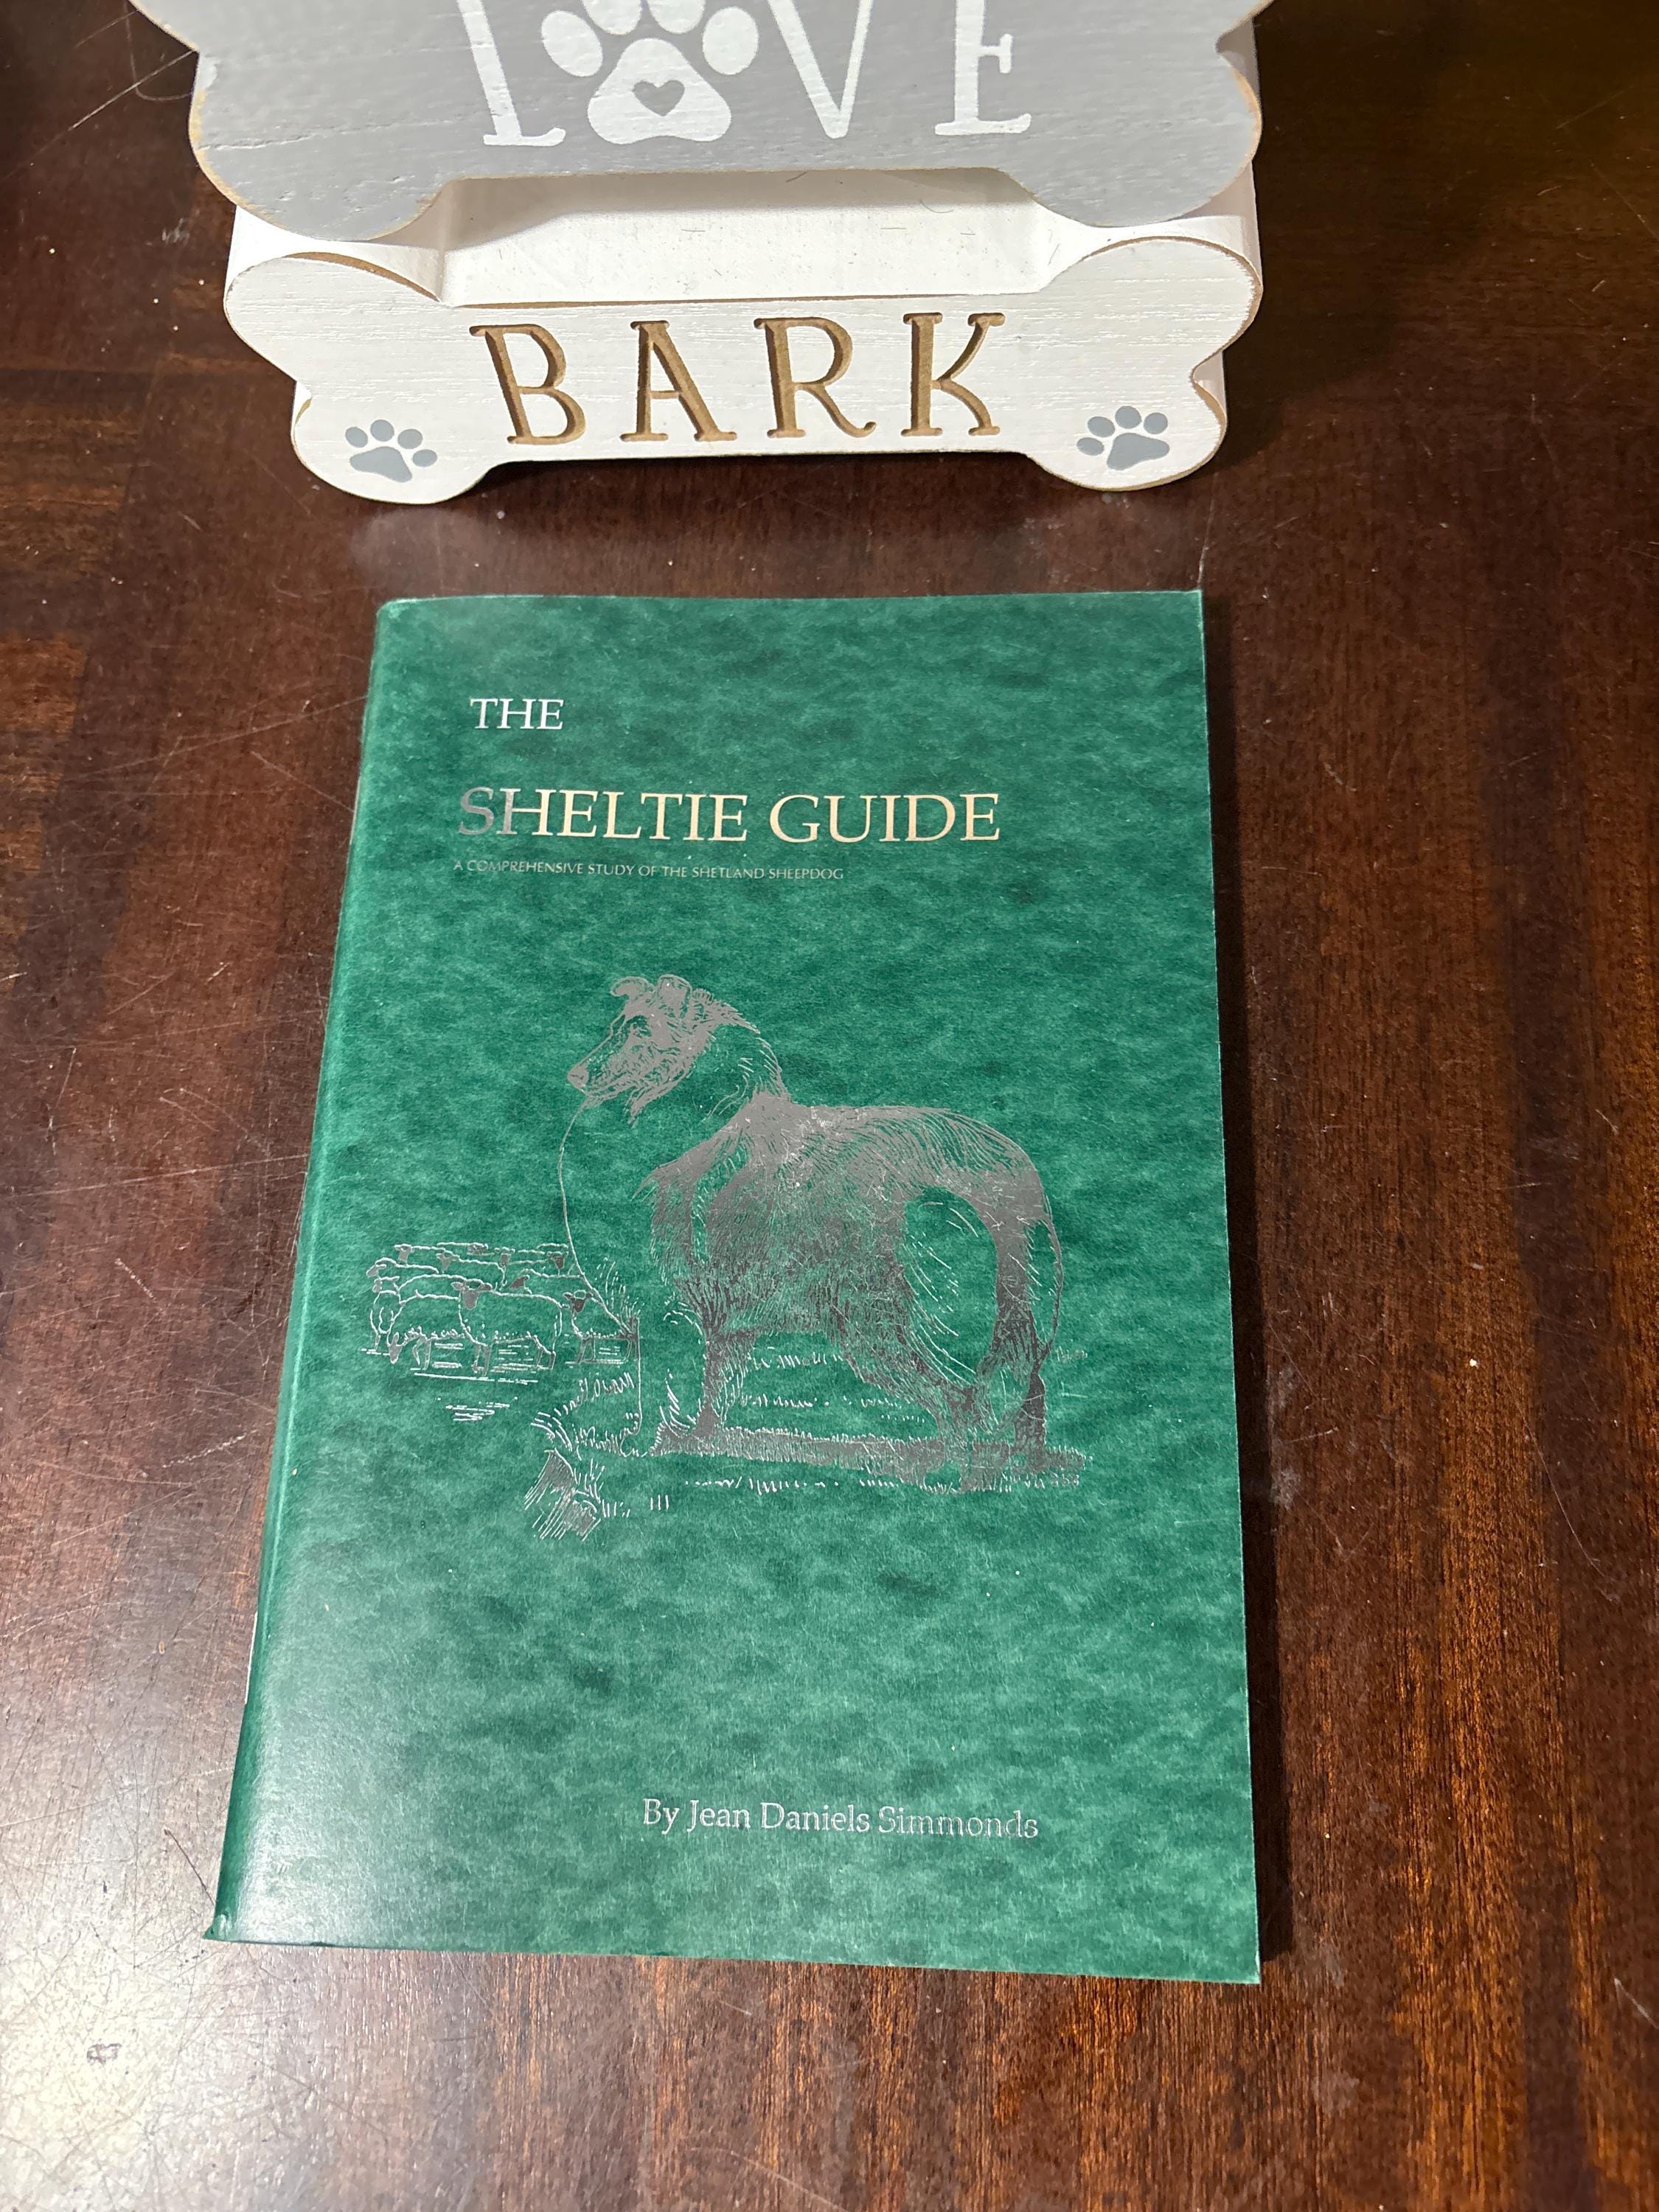 LOVE
BARK
THE
SHELTIE GUIDE
A COMPREHENSIVE STUDY OF THE SHETLAND SHEEPDOG
By Jean Daniels Simmonds